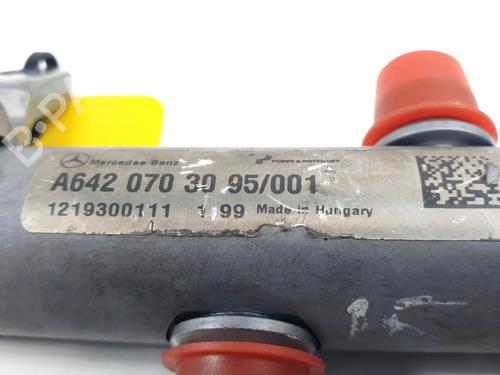 Mercedes Benz
A642 070 30 95/001
1219300111 1 99 Made in Hungary